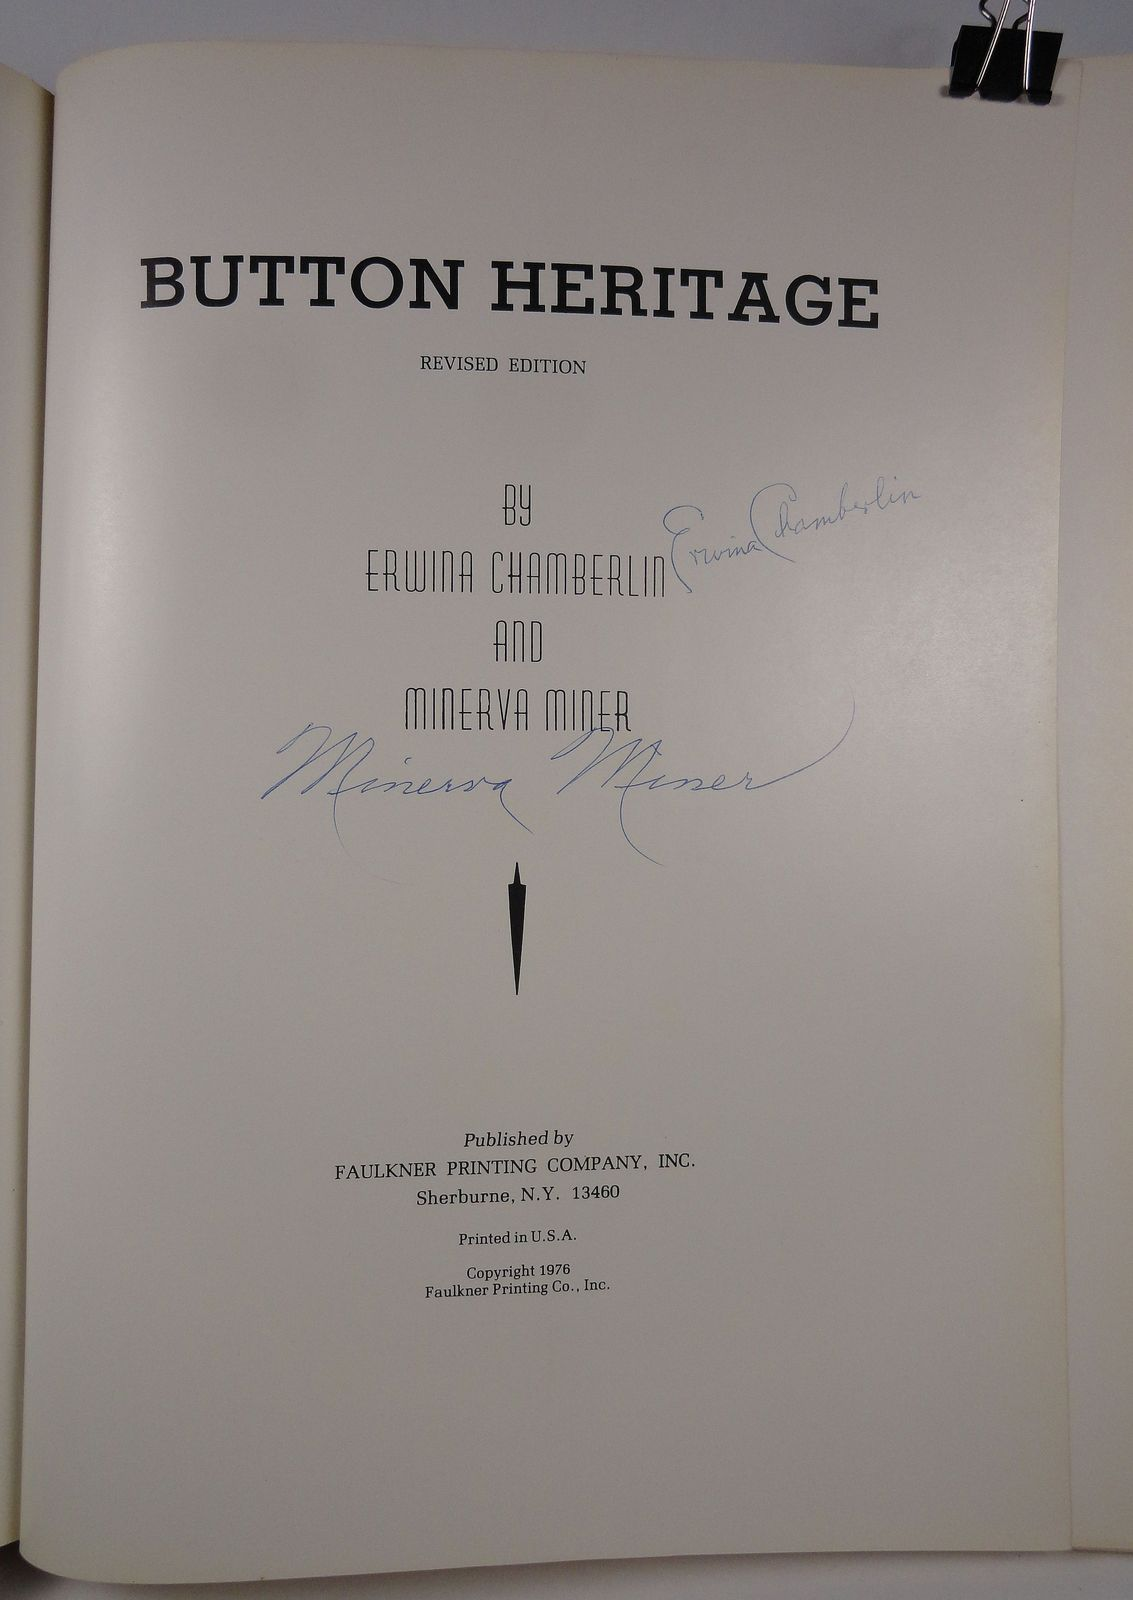 BUTTON HERITAGE
REVISED EDITION
BY
ERWINA CHAMBERLIN
Erwina Chamberlin
AND
MINERVA MINER
Minerva Miner
Published by
FAULKNER PRINTING COMPANY, INC.
Sherburne, N.Y. 13460
Printed in U.S.A.
Copyright 1976
Faulkner Printing Co., Inc.